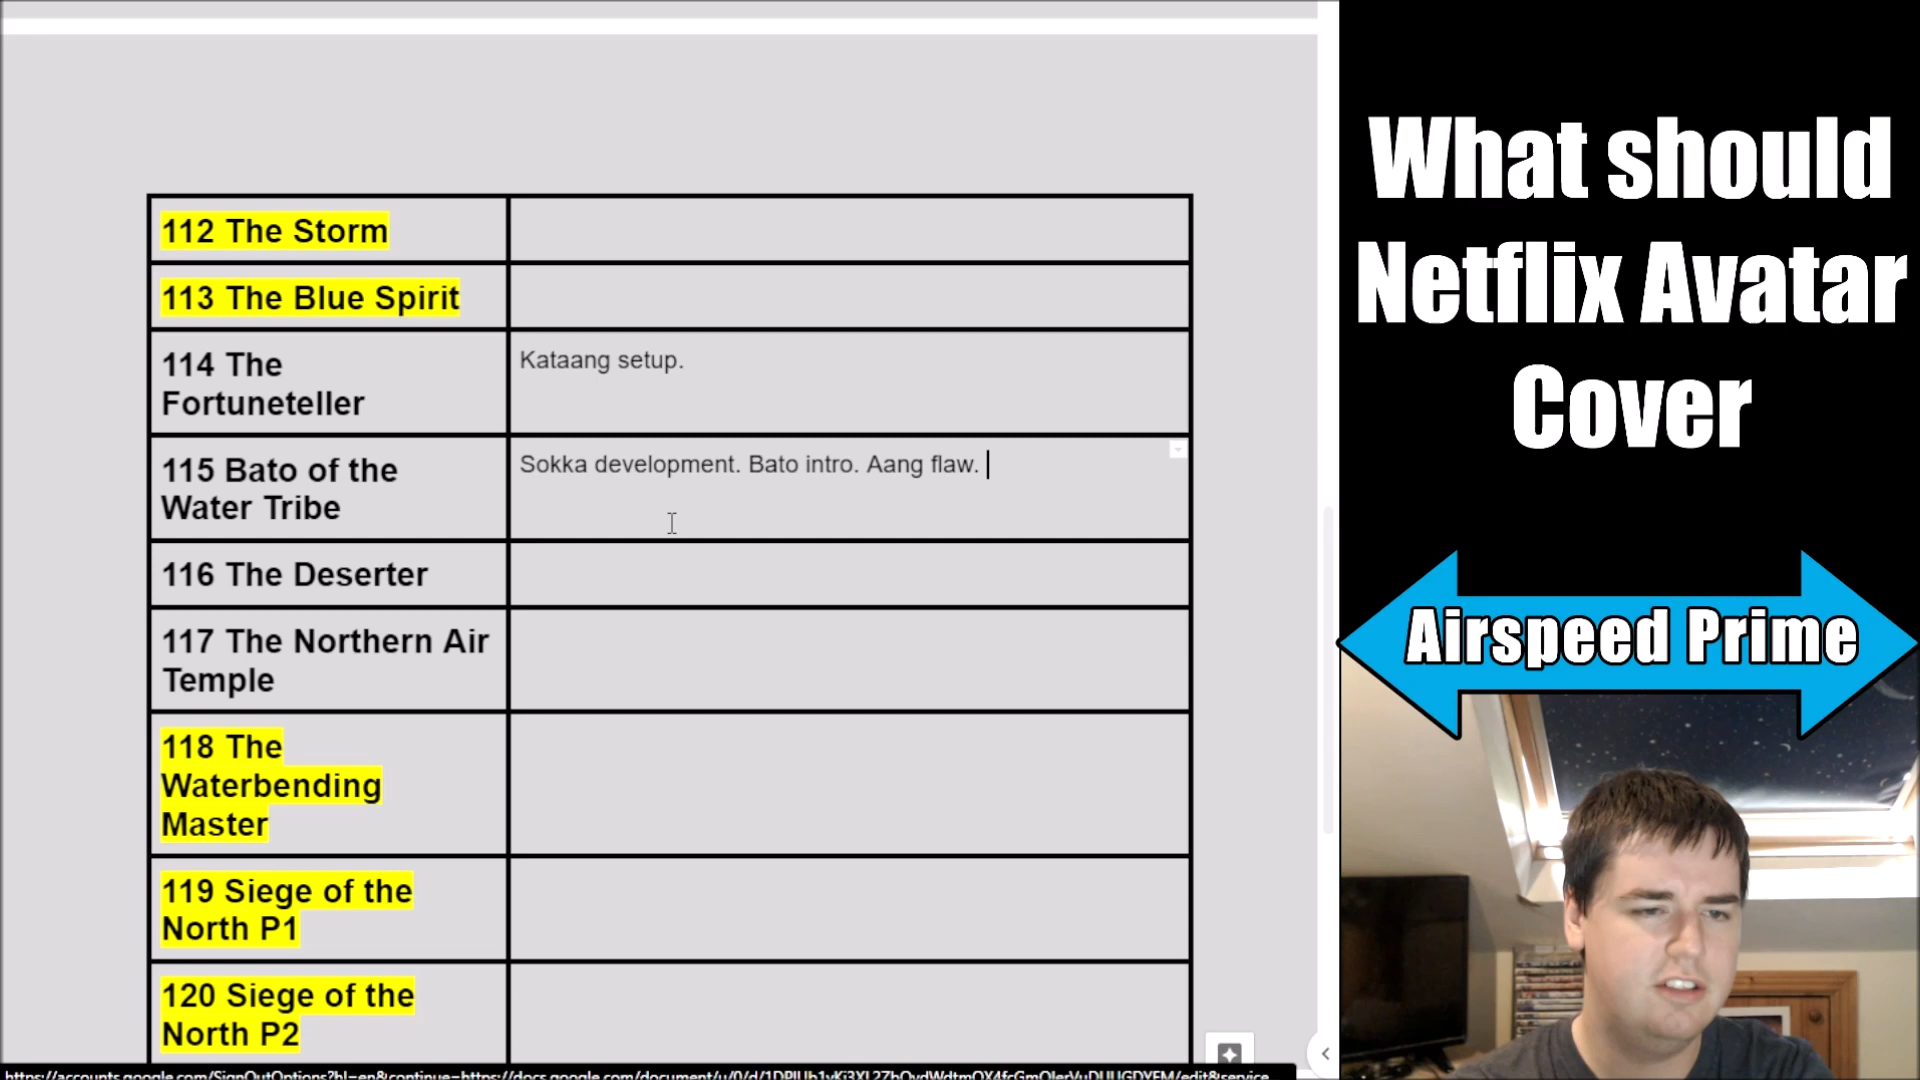 112 The Storm
113 The Blue Spirit
114 The
Fortuneteller
Kataang setup.
115 Bato of the
Water Tribe
Sokka development. Bato intro. Aang flaw.
116 The Deserter
117 The Northern Air
Temple
118 The
Waterbending
Master
119 Siege of the
North P1
120 Siege of the
North P2
What should
Netflix Avatar
Cover
Airspeed Prime